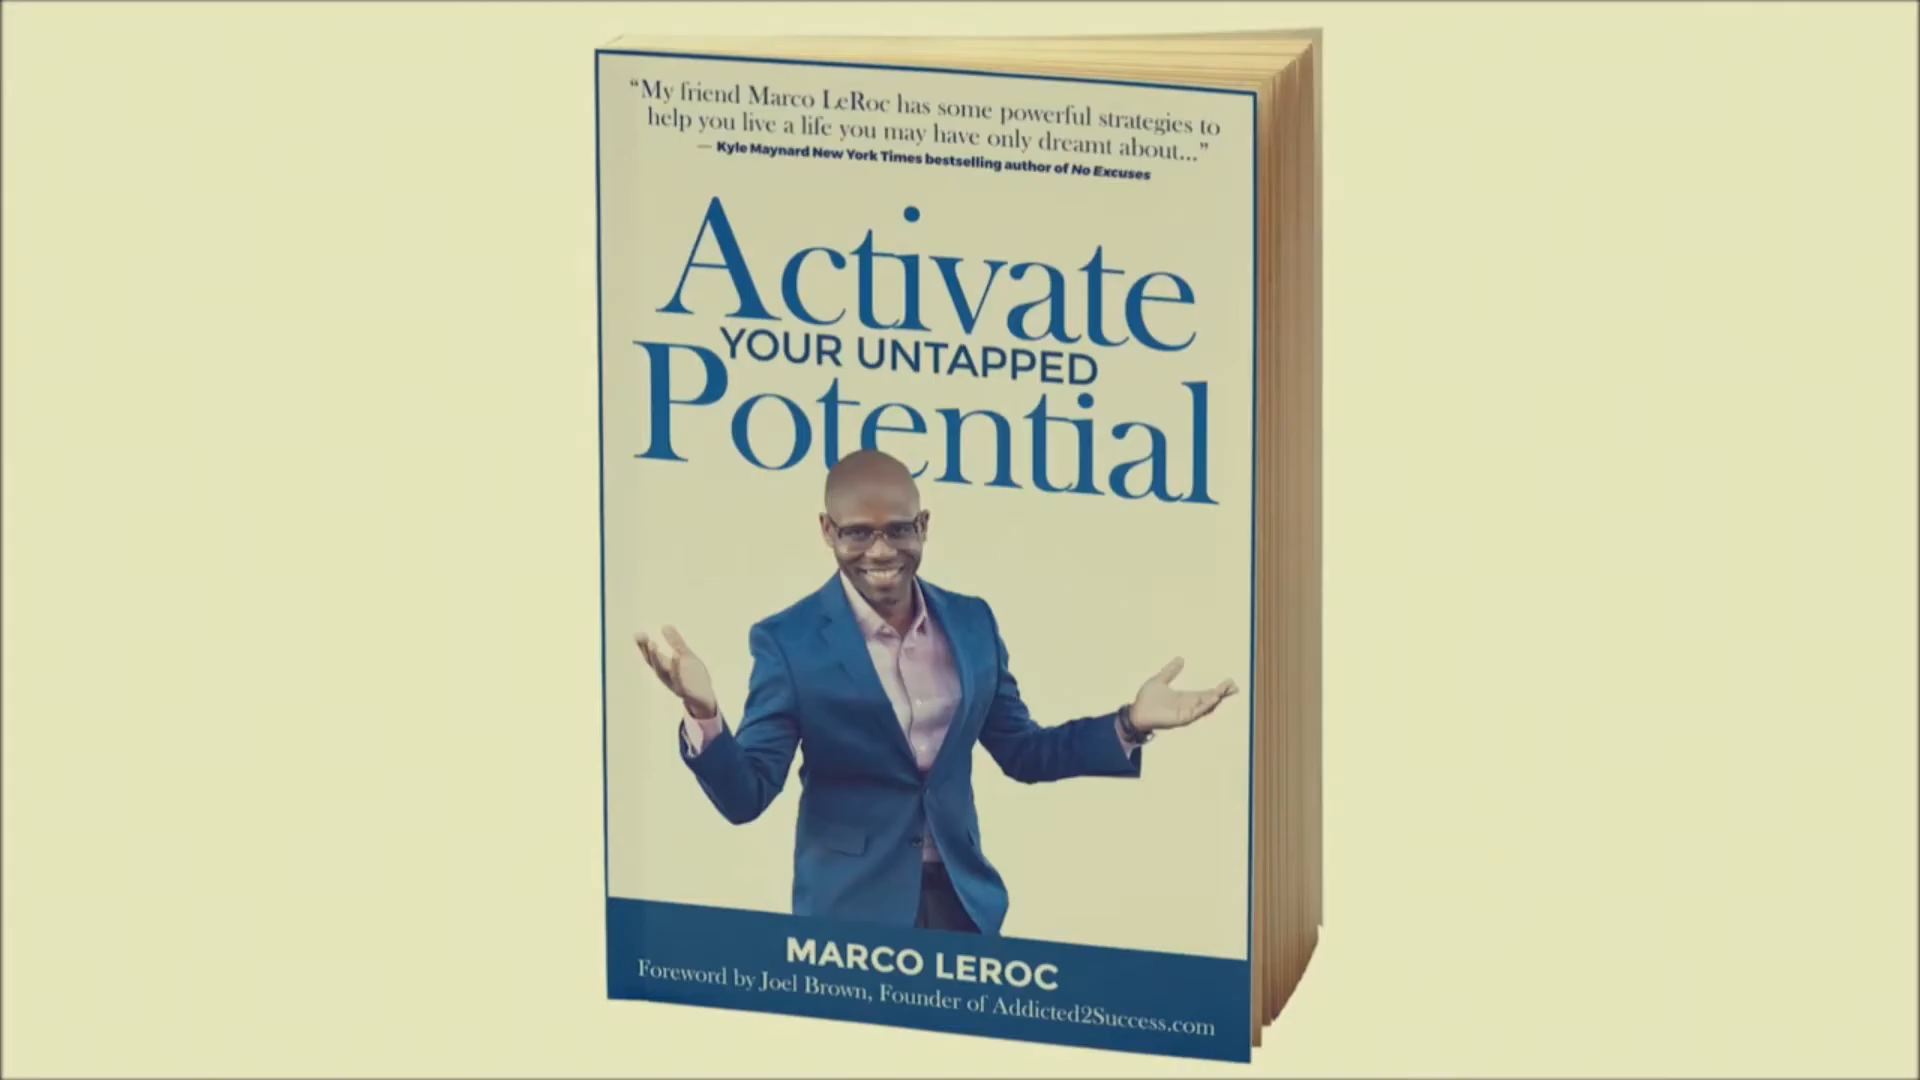 “My friend Marco LeRoc has some powerful strategies to
help you live a life you may have only dreamt about...”
— Kyle Maynard New York Times bestselling author of No Excuses
Activate
YOUR UNTAPPED
Potential
MARCO LEROC
Foreword by Joel Brown, Founder of Addicted2Success.com